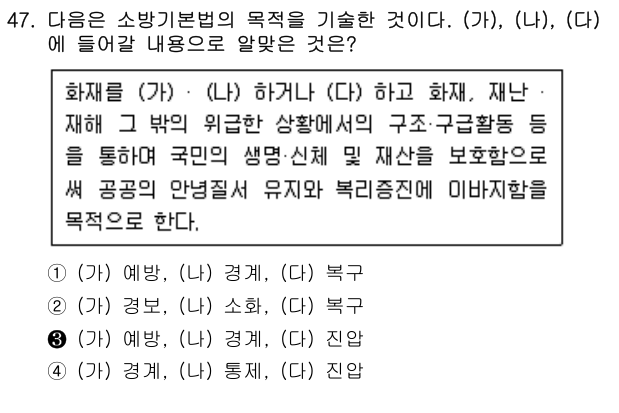 47. 다음은 소방기본법의 목적을 기술한 것이다. (가), (나), (다)
에 들어갈 내용으로 알맞은 것은?
화재를 (가) · (나) 하거나 (다) 하고 화재, 재난 ·
재해 그 밖의 위급한 상황에서의 구조·구급활동 등
을 통하여 국민의 생명·신체 및 재산을 보호함으로
써 공공의 안녕질서 유지와 복리증진에 이바지함을
목적으로 한다.
① (가) 예방, (나) 경계, (다) 복구
② (가) 경보, (나) 소화, (다) 복구
❸ (가) 예방, (나) 경계, (다) 진압
④ (가) 경계, (나) 통제, (다) 진압